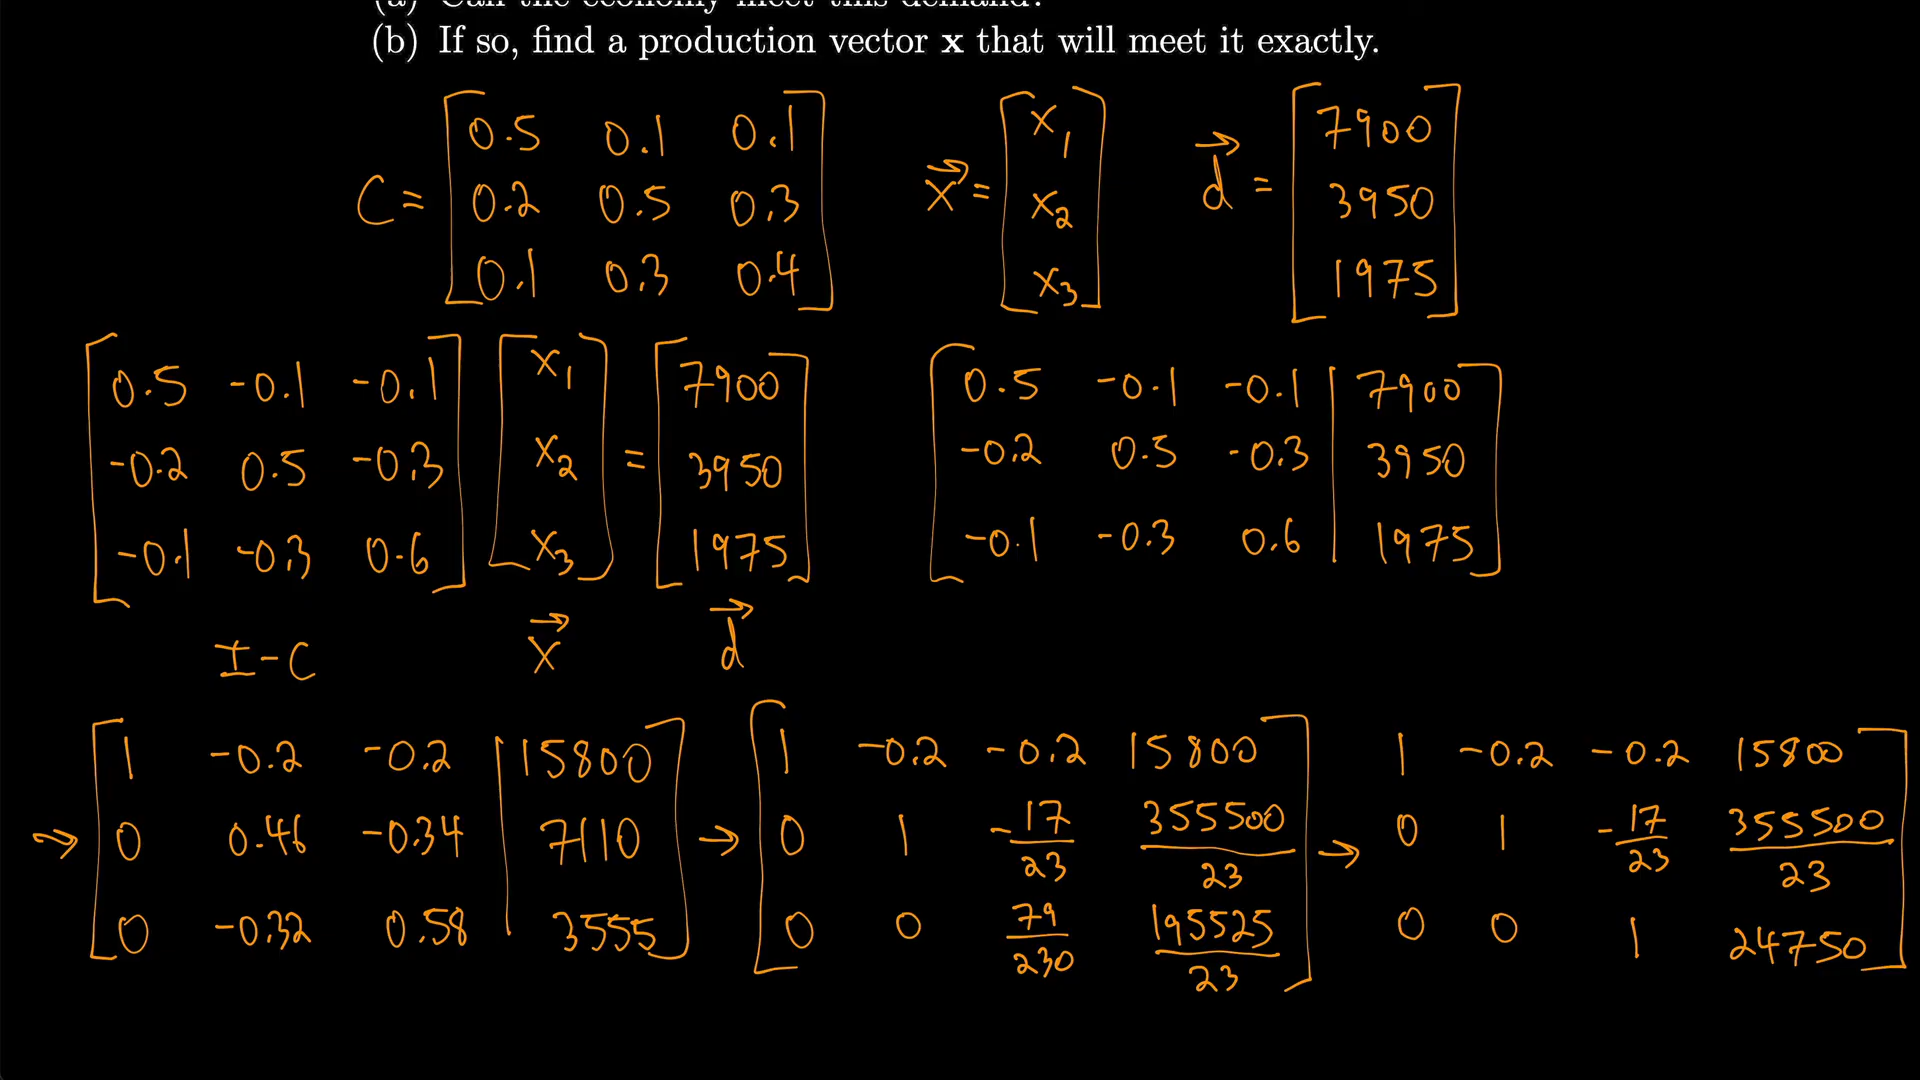 (a) Can the economy meet this demand?
(b) If so, find a production vector x that will meet it exactly.
C = [0.5 0.1 0.1
0.2 0.5 0.3
0.1 0.3 0.4]
x⃗ = [x₁
x₂
x₃]
d⃗ = [7900
3950
1975]
[0.5 -0.1 -0.1
-0.2 0.5 -0.3
-0.1 -0.3 0.6]
[x₁
x₂
x₃]
= [7900
3950
1975]
I-C x⃗ d⃗
[0.5 -0.1 -0.1 | 7900
-0.2 0.5 -0.3 | 3950
-0.1 -0.3 0.6 | 1975]
→ [1 -0.2 -0.2 | 15800
0 0.46 -0.34 | 7110
0 -0.32 0.58 | 3555]
→ [1 -0.2 -0.2 15800
0 1 -17/23 355500/23
0 0 79/230 195525/23]
→ 1 -0.2 -0.2 15800
0 1 -17/23 355500/23
0 0 1 24750]